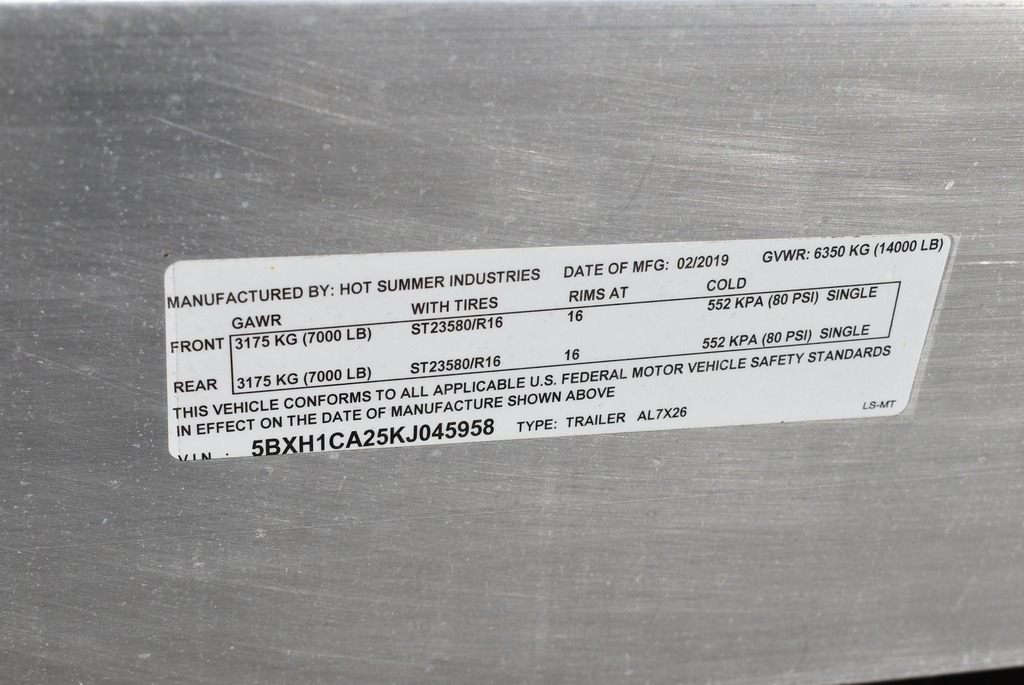 MANUFACTURED BY: HOT SUMMER INDUSTRIES DATE OF MFG: 02/2019 GVWR: 6350 KG (14000 LB)
GAWR WITH TIRES RIMS AT COLD
FRONT 3175 KG (7000 LB) ST23580/R16 16 552 KPA (80 PSI) SINGLE
REAR 3175 KG (7000 LB) ST23580/R16 16 552 KPA (80 PSI) SINGLE
THIS VEHICLE CONFORMS TO ALL APPLICABLE U.S. FEDERAL MOTOR VEHICLE SAFETY STANDARDS
IN EFFECT ON THE DATE OF MANUFACTURE SHOWN ABOVE
V.I.N. : 5BXH1CA25KJ045958 TYPE: TRAILER AL7X26 LS-MT